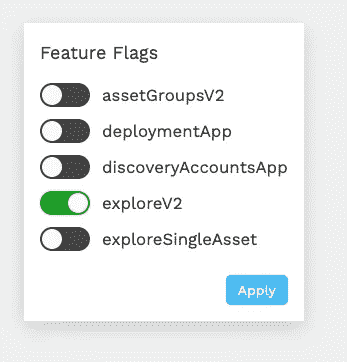 Feature Flags
assetGroupsV2
deploymentApp
discoveryAccountsApp
exploreV2
exploreSingleAsset
Apply